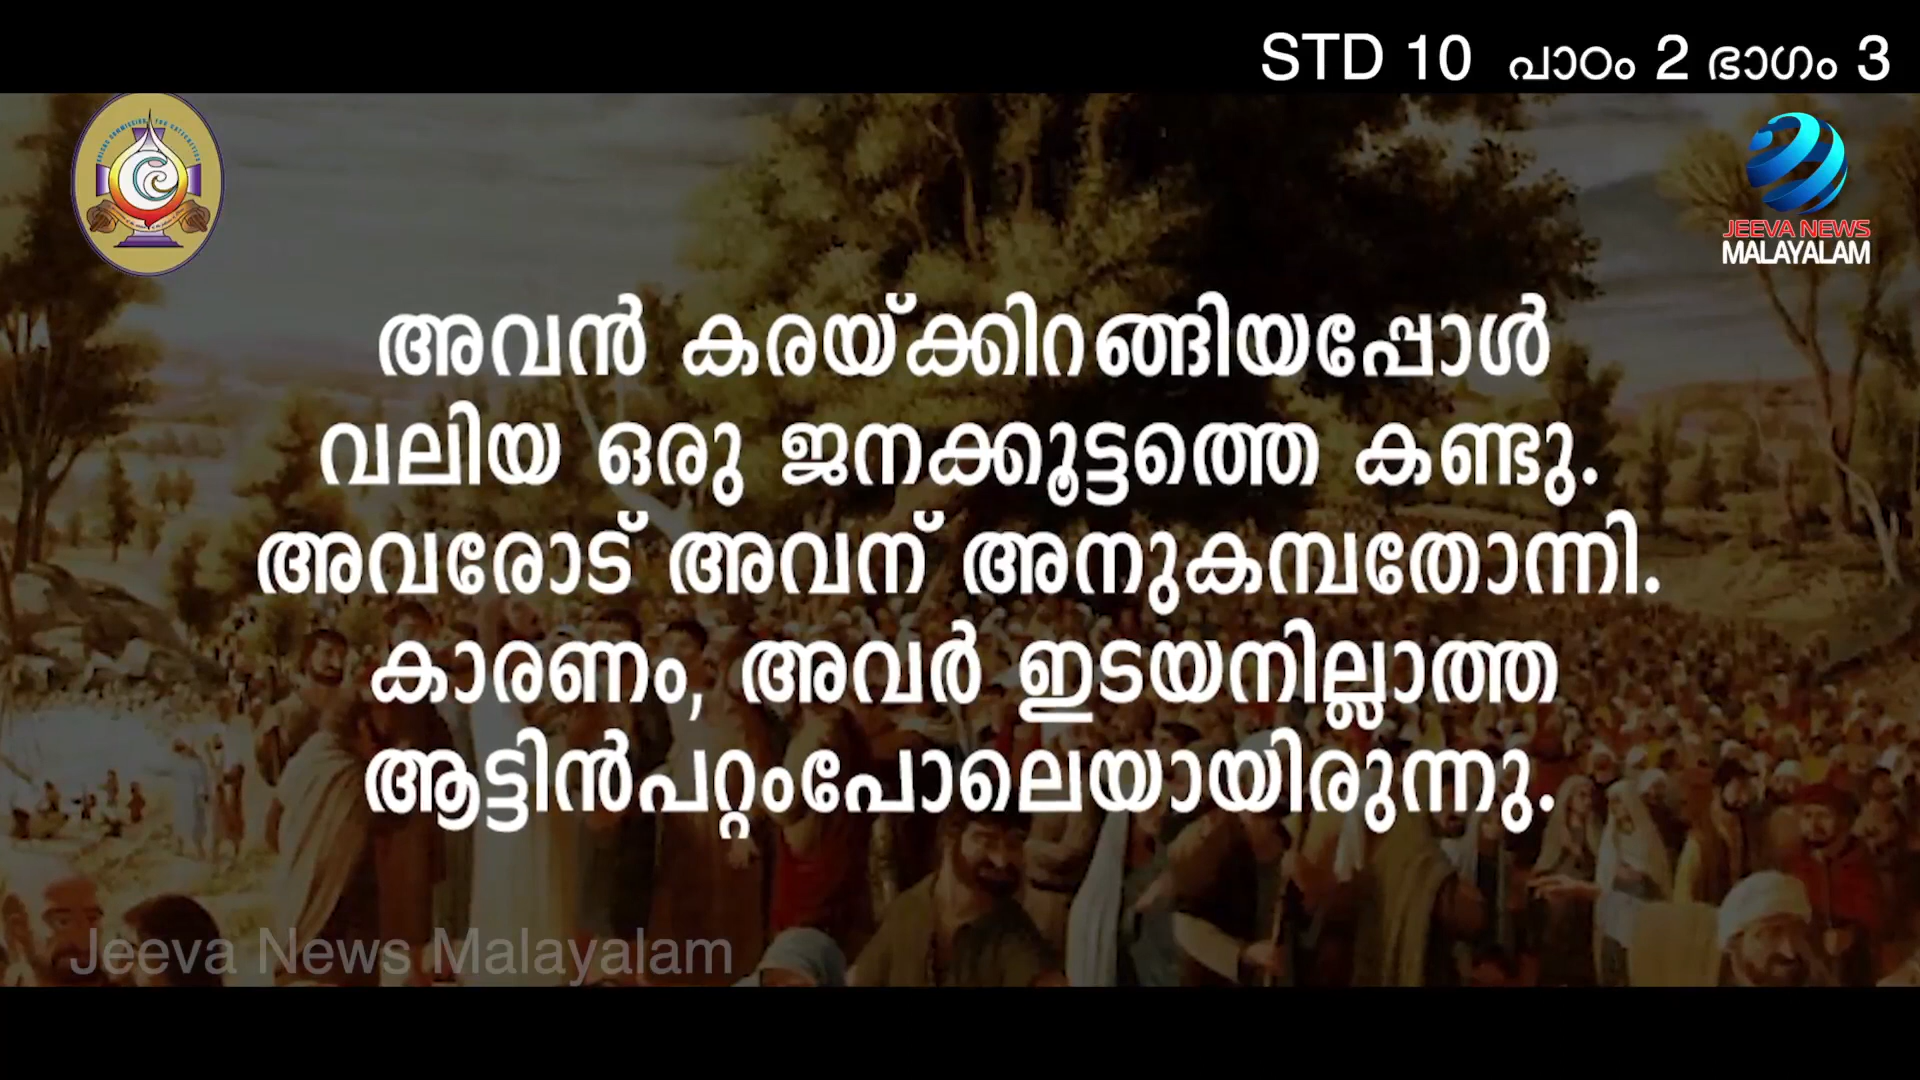 STD 10 പാഠം 2 ഭാഗം 3
JEEVA NEWS
MALAYALAM
അവൻ കരയ്ക്കിറങ്ങിയപ്പോൾ
വലിയ ഒരു ജനക്കൂട്ടത്തെ കണ്ടു.
അവരോട് അവന് അനുകമ്പതോന്നി.
കാരണം, അവർ ഇടയനില്ലാത്ത
ആട്ടിൻപറ്റംപോലെയായിരുന്നു.
Jeeva News Malayalam